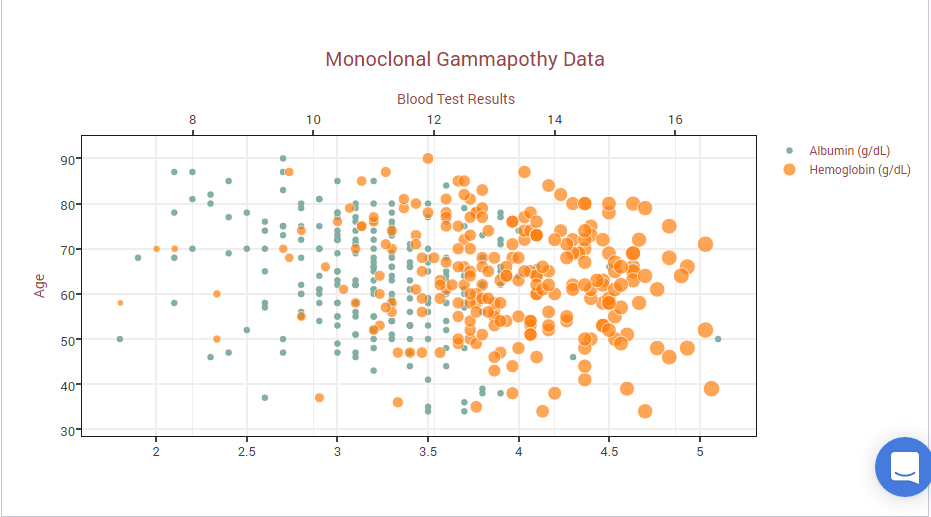 Monoclonal Gammapothy Data
Blood Test Results
8 10 12 14 16
Albumin (g/dL)
Hemoglobin (g/dL)
90
80
70
60
50
40
30
Age
2 2.5 3 3.5 4 4.5 5